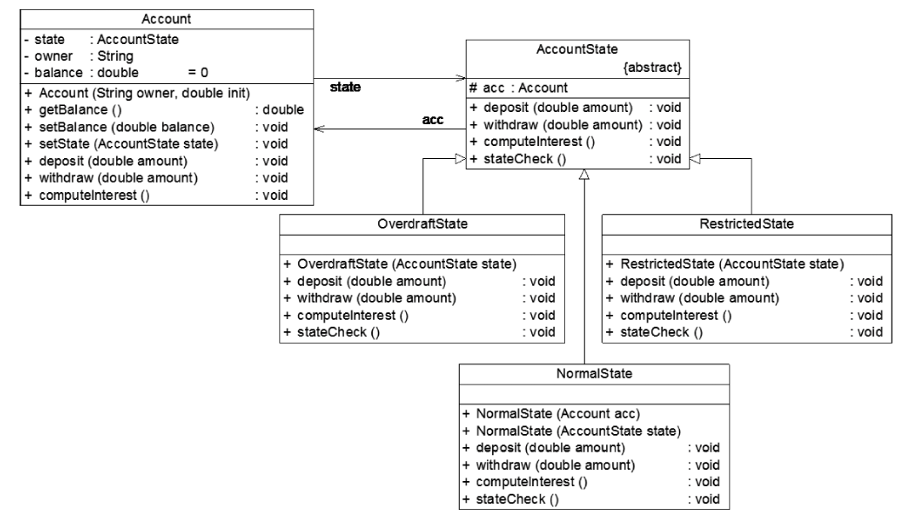 Account
- state : AccountState
- owner : String
- balance : double = 0
+ Account (String owner, double init)
+ getBalance () : double
+ setBalance (double balance) : void
+ setState (AccountState state) : void
+ deposit (double amount) : void
+ withdraw (double amount) : void
+ computeInterest () : void
state
acc
AccountState
{abstract}
# acc : Account
+ deposit (double amount) : void
+ withdraw (double amount) : void
+ computeInterest () : void
+ stateCheck () : void
OverdraftState
+ OverdraftState (AccountState state)
+ deposit (double amount) : void
+ withdraw (double amount) : void
+ computeInterest () : void
+ stateCheck () : void
RestrictedState
+ RestrictedState (AccountState state)
+ deposit (double amount) : void
+ withdraw (double amount) : void
+ computeInterest () : void
+ stateCheck () : void
NormalState
+ NormalState (Account acc)
+ NormalState (AccountState state)
+ deposit (double amount) : void
+ withdraw (double amount) : void
+ computeInterest () : void
+ stateCheck () : void